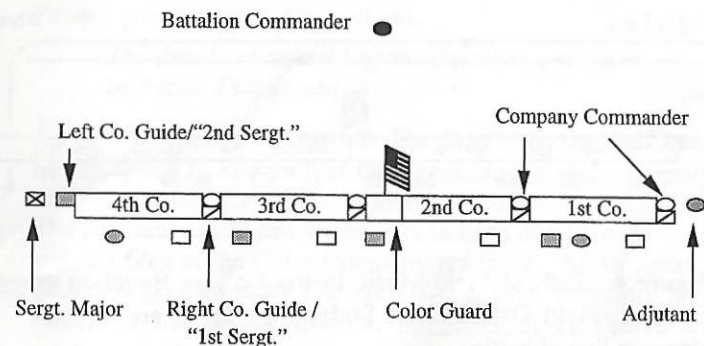 Battalion Commander
Company Commander
Left Co. Guide/“2nd Sergt.”
4th Co. 3rd Co. 2nd Co. 1st Co.
Sergt. Major Right Co. Guide / Color Guard Adjutant
“1st Sergt.”